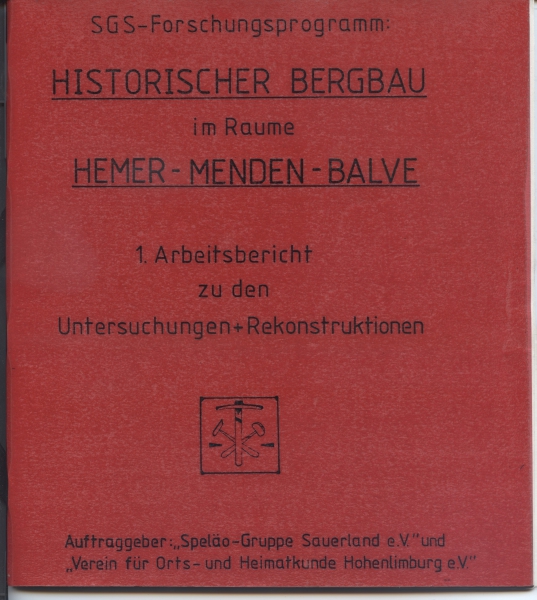 SGS-Forschungsprogramm:
HISTORISCHER BERGBAU
im Raume
HEMER - MENDEN - BALVE
1. Arbeitsbericht
zu den
Untersuchungen+Rekonstruktionen
Auftraggeber: „Speläo-Gruppe Sauerland e.V." und
„Verein für Orts- und Heimatkunde Hohenlimburg e.V"